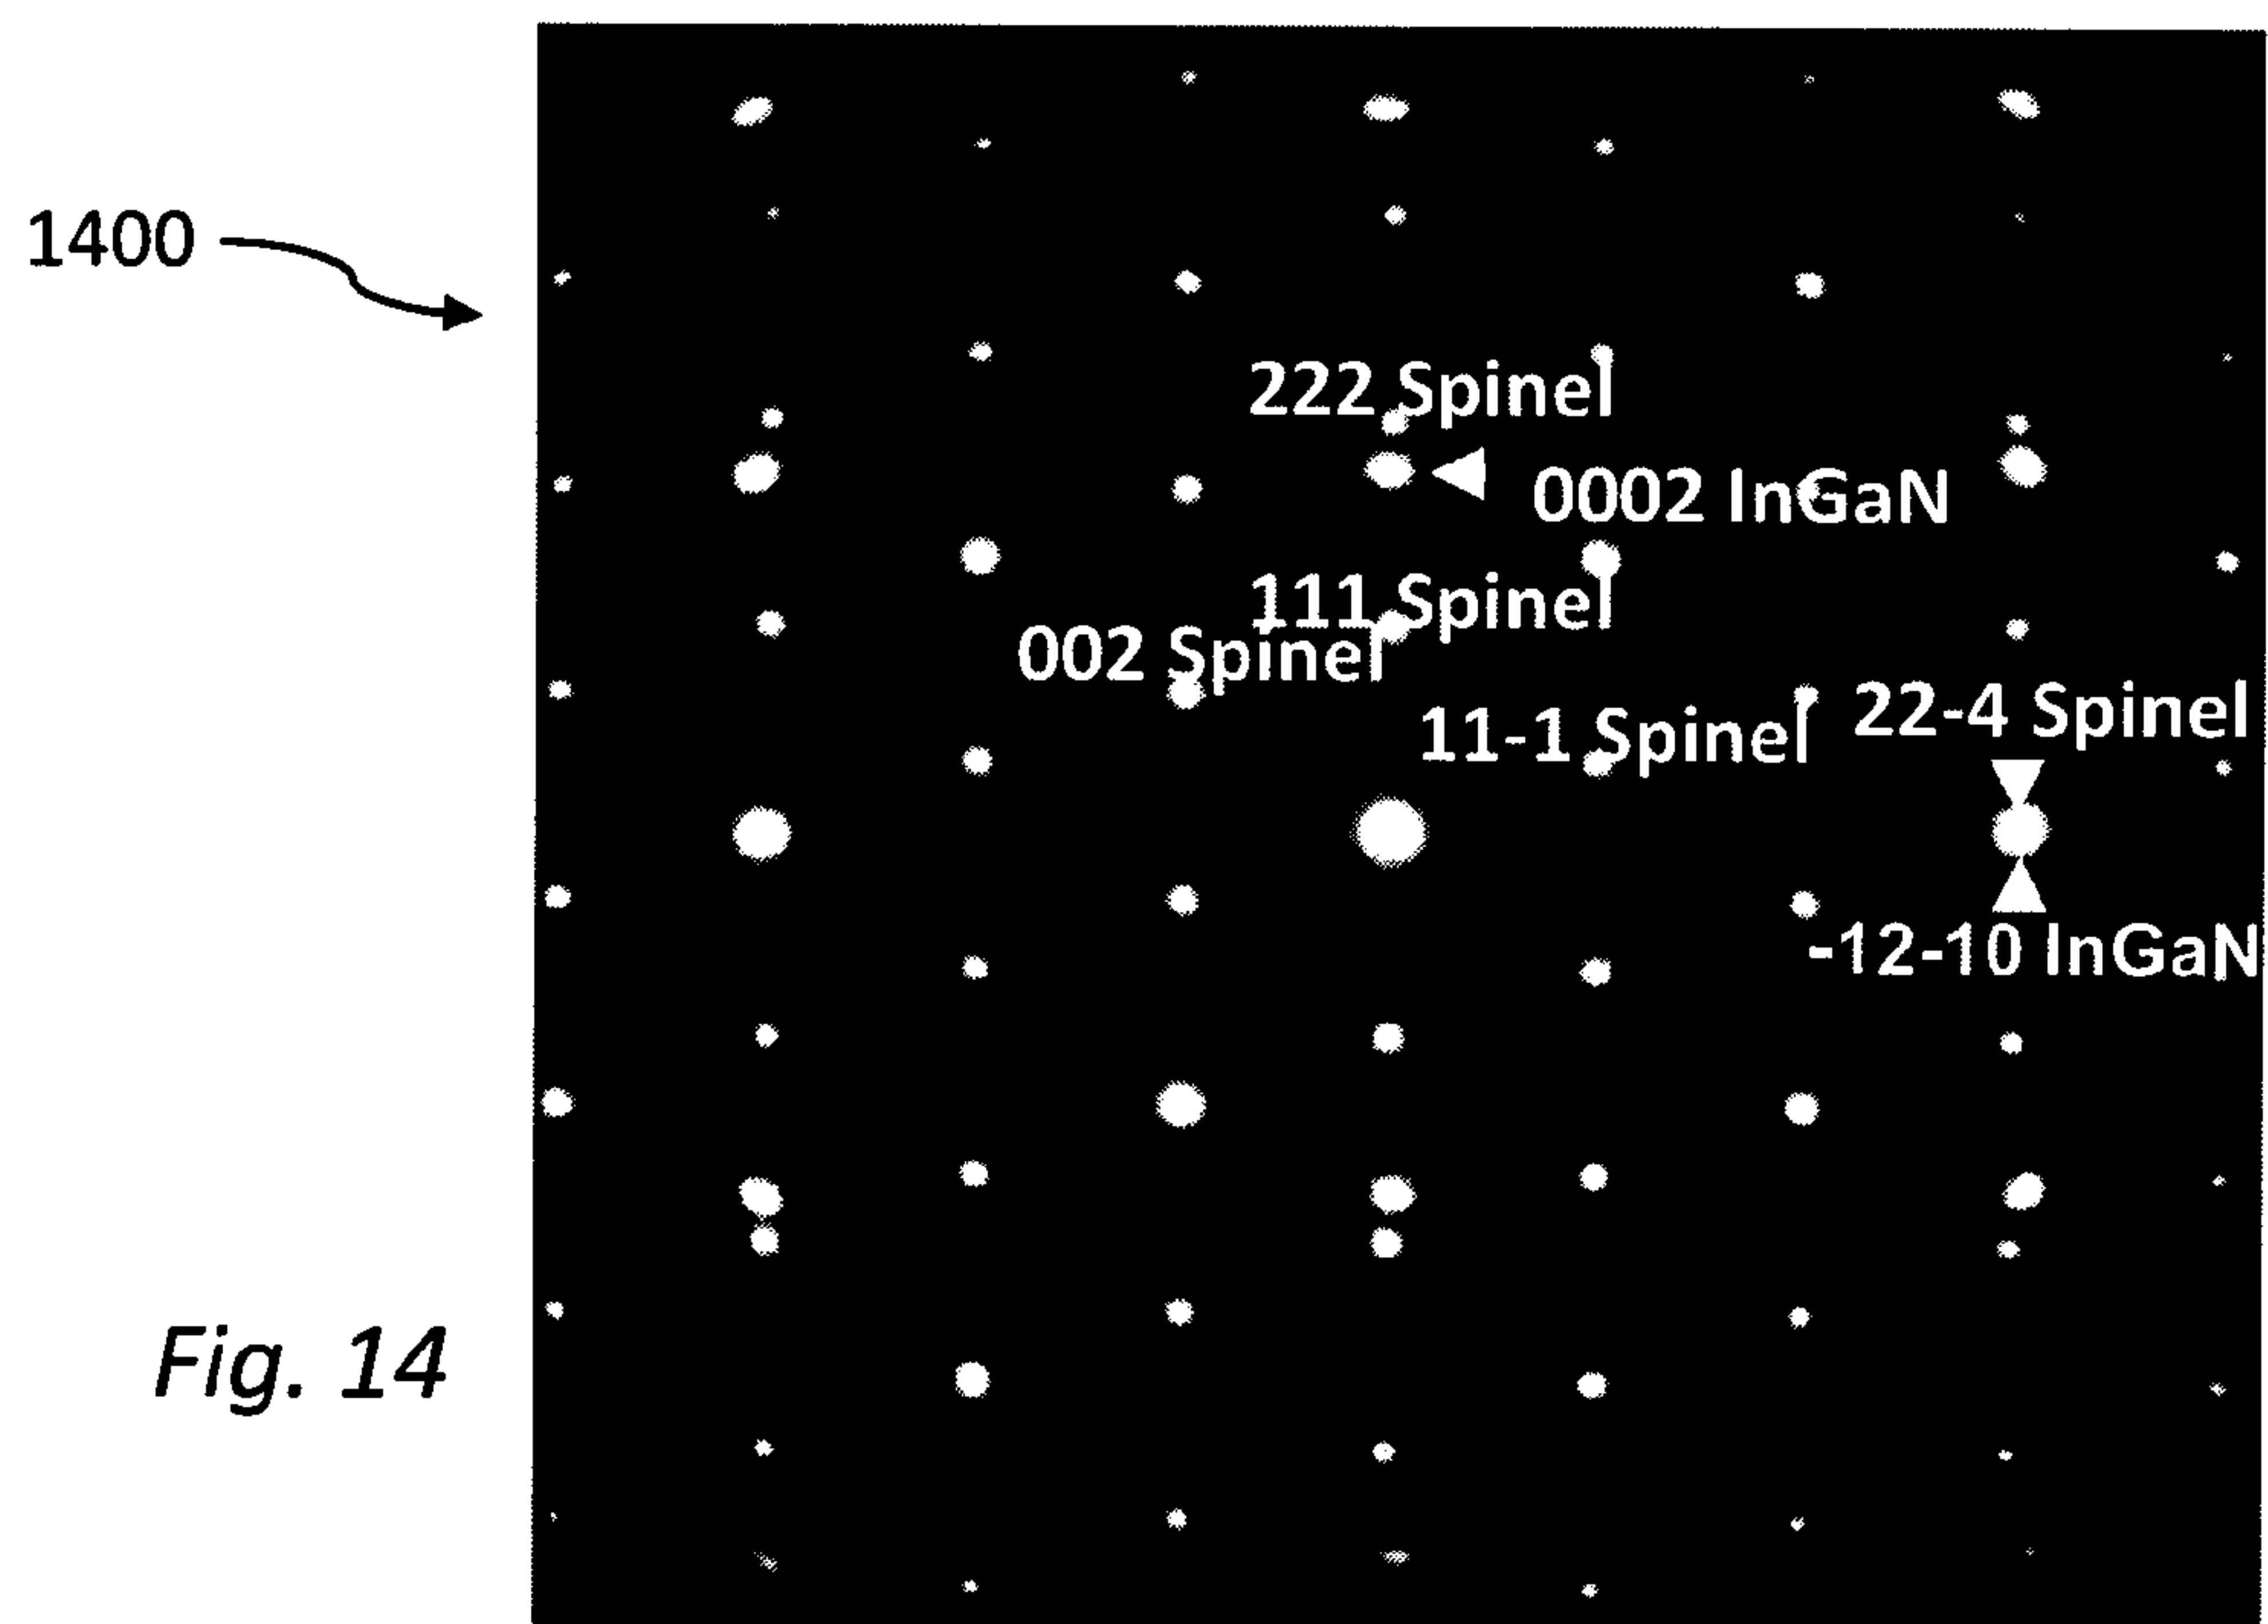 1400
222 Spinel
0002 InGaN
111 Spinel
002 Spinel
11-1 Spinel
22-4 Spinel
-12-10 InGaN
Fig. 14